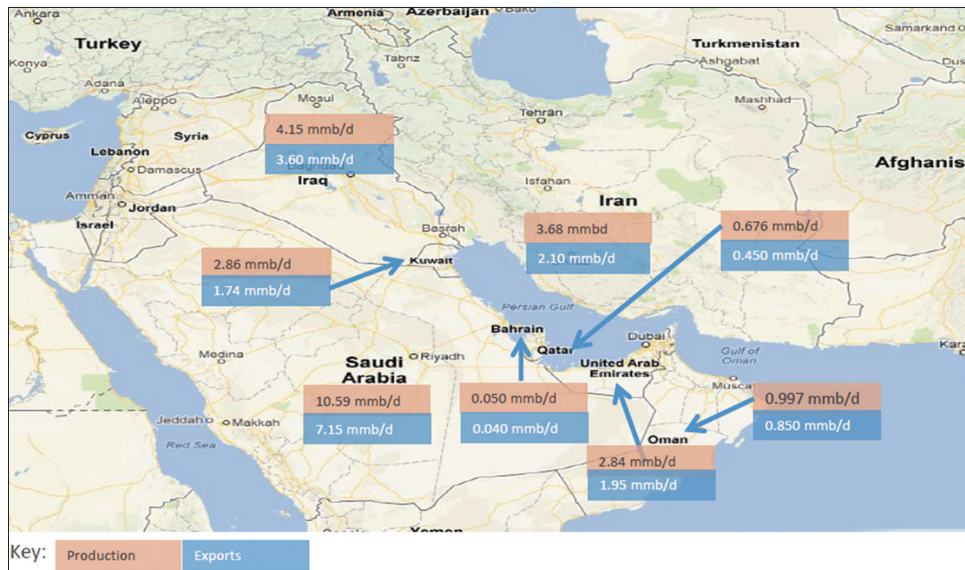 Ankara
Armenia
Azerbaijan
Baku
Turkey
Konya
Adana
Tabriz
Turkmenistan
Ashgabat
Samarkand
Mosul
Aleppo
Mashhad
Tehran
Cyprus
Syria
4.15 mmb/d
3.60 mmb/d
Lebanon
Damascus
Iraq
Afghanis
Isfahan
Amman
Jordan
Israel
Iran
Basrah
3.68 mbd
2.10 mmb/d
0.676 mmb/d
0.450 mmb/d
2.86 mmb/d
1.74 mmb/d
Kuwait
Persian Gulf
Bahrain
Qatar
Dubai
Gulf of
Oman
Medina
Saudi
Arabia
Riyadh
United Arab
Emirates
Muscat
10.59 mmb/d
7.15 mmb/d
0.050 mmb/d
0.040 mmb/d
0.997 mmb/d
0.850 mmb/d
Jeddah
Makkah
Red Sea
Oman
2.84 mmb/d
1.95 mmb/d
Key:
Production
Exports